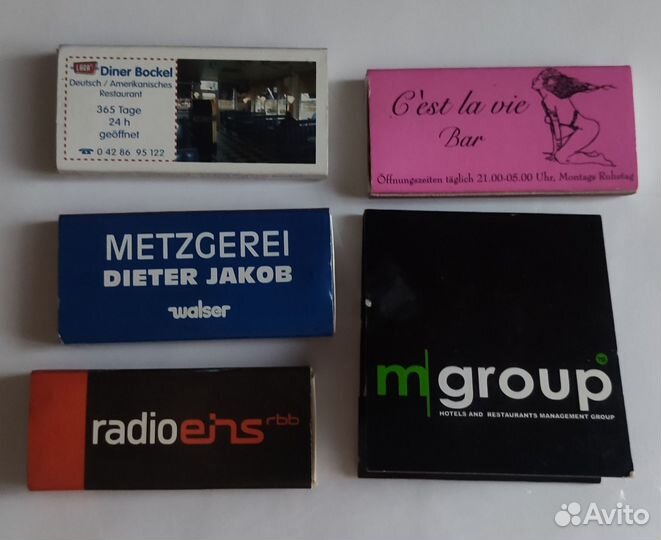 Diner Bockel
Deutsch / Amerikanisches
Restaurant
365 Tage
24 h
geöffnet
☎ 0 42 86 95 122
C'est la vie
Bar
Öffnungszeiten täglich 21.00-05.00 Uhr, Montags Ruhetag
METZGEREI
DIETER JAKOB
walser
radioeins rbb
m group
HOTELS AND RESTAURANTS MANAGEMENT GROUP
Avito